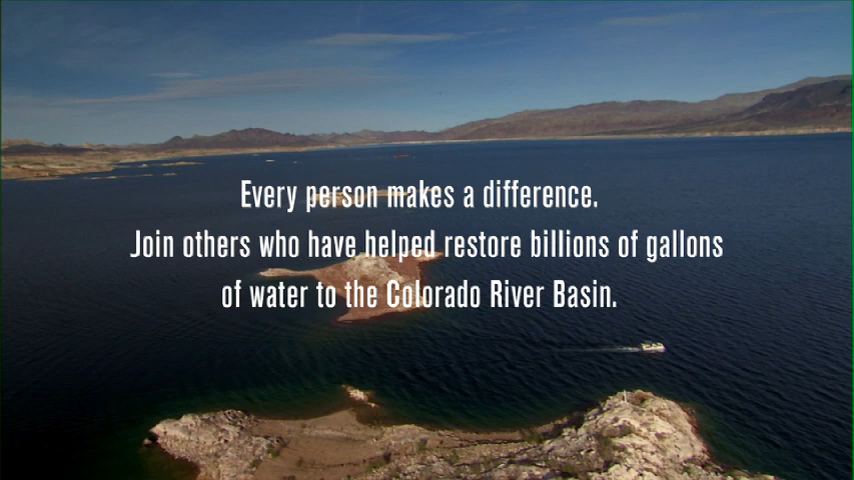 Every person makes a difference.
Join others who have helped restore billions of gallons
of water to the Colorado River Basin.